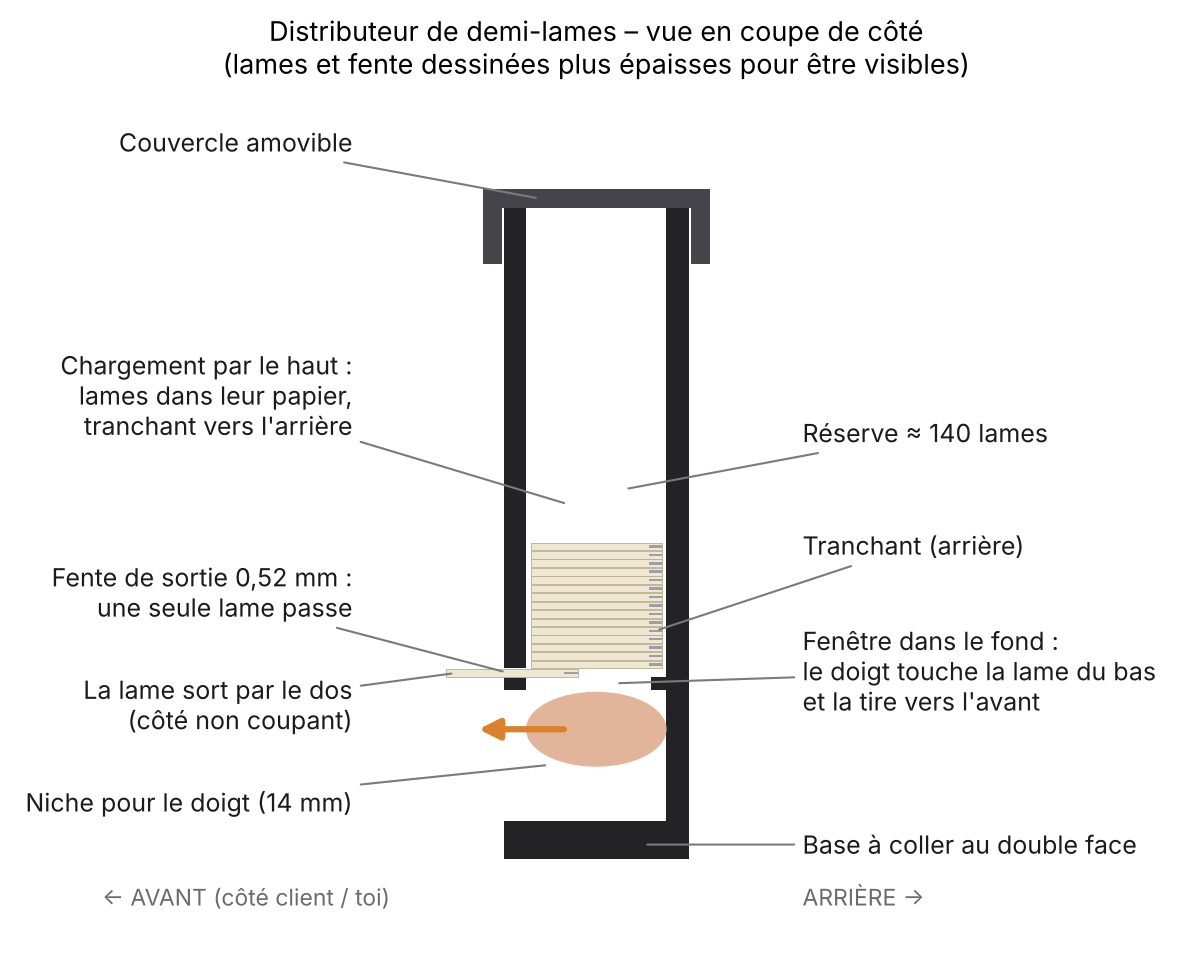 Distributeur de demi-lames – vue en coupe de côté
(lames et fente dessinées plus épaisses pour être visibles)
Couvercle amovible
Chargement par le haut :
lames dans leur papier,
tranchant vers l'arrière
Réserve ≈ 140 lames
Tranchant (arrière)
Fente de sortie 0,52 mm :
une seule lame passe
Fenêtre dans le fond :
le doigt touche la lame du bas
et la tire vers l'avant
La lame sort par le dos
(côté non coupant)
Niche pour le doigt (14 mm)
Base à coller au double face
← AVANT (côté client / toi)
ARRIÈRE →